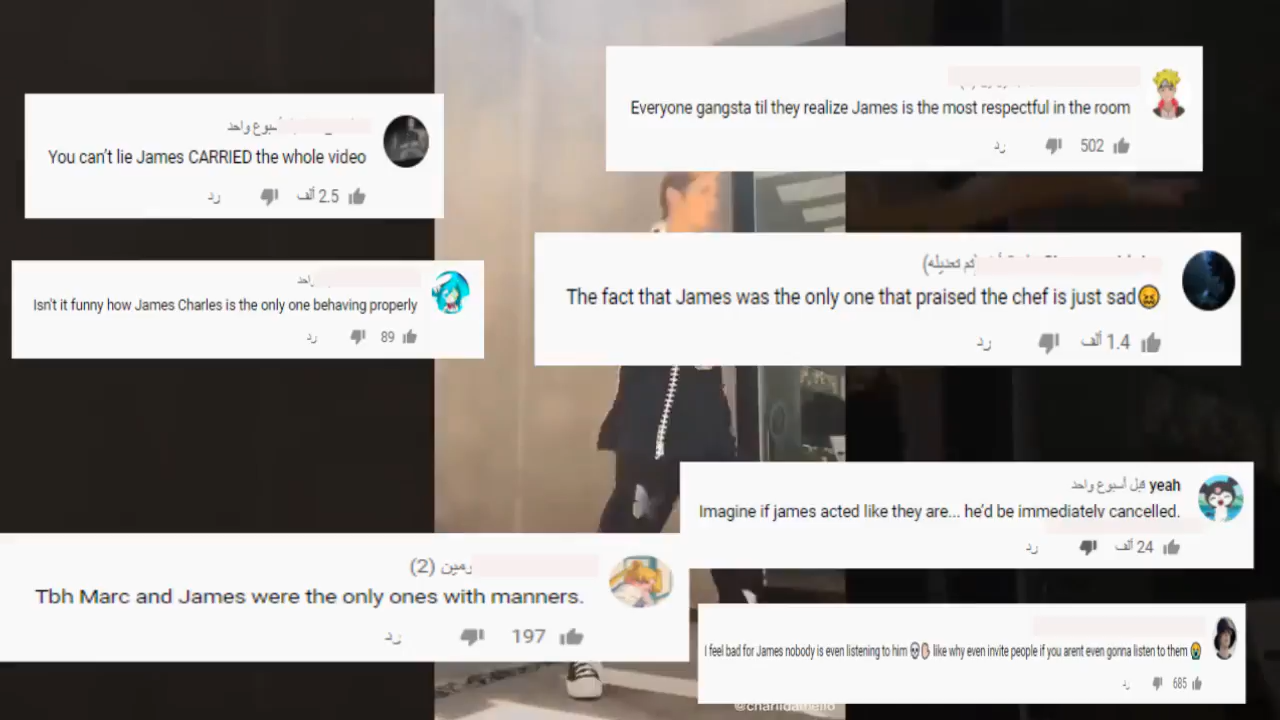 أسبوع واحد
You can't lie James CARRIED the whole video
2.5 ألف
رد
واحد
Isn't it funny how James Charles is the only one behaving properly
89
رد
(2)
Tbh Marc and James were the only ones with manners.
197
رد
Everyone gangsta til they realize James is the most respectful in the room
502
رد
(تم تعديله)
The fact that James was the only one that praised the chef is just sad😖
1.4 ألف
رد
yeah قبل أسبوع واحد
Imagine if james acted like they are... he'd be immediately cancelled.
24 ألف
رد
I feel bad for James nobody is even listening to him 💀✋ like why even invite people if you arent even gonna listen to them 😭
685
رد
@charlidamelio